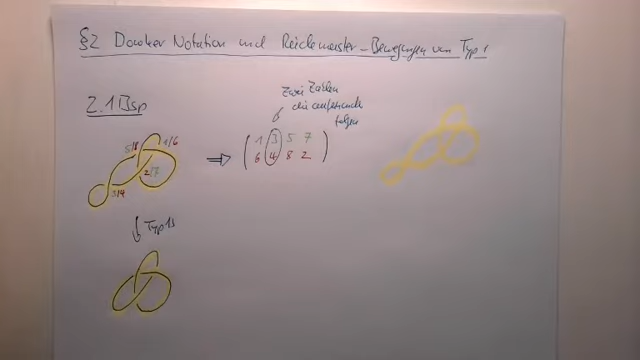 §2 Dowker Notation und Reidemeister-Bewegungen vom Typ 1
2.1 Bsp
Zwei Zahlen
die aufeinander
folgen
5/8 1/6
2/7
3/4
⇒ ( 1 3 5 7
6 4 8 2 )
⇓ Typ 1